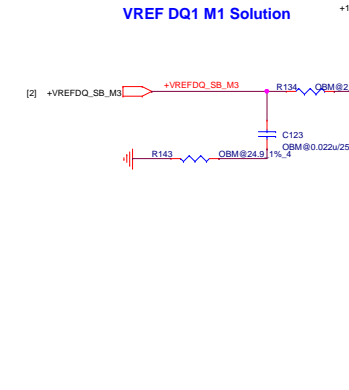 VREF DQ1 M1 Solution
+1
[2] +VREFDQ_SB_M3
+VREFDQ_SB_M3
R134 OBM@2
C123
OBM@0.022u/25
R143 OBM@24.9_1%_4